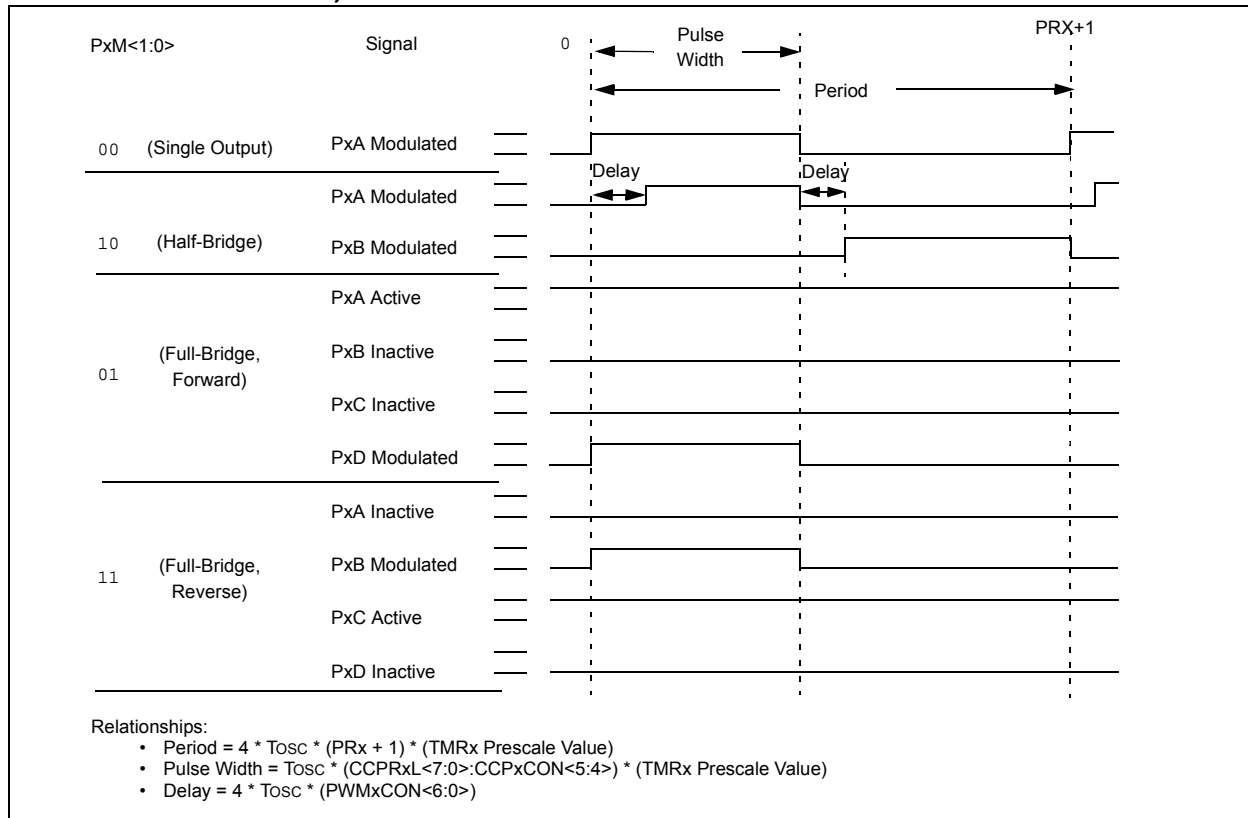 PxM<1:0>
Signal
0
Pulse
Width
PRX+1
Period
00 (Single Output) PxA Modulated
Delay Delay
PxA Modulated
10 (Half-Bridge) PxB Modulated
PxA Active
(Full-Bridge, PxB Inactive
01 Forward)
PxC Inactive
PxD Modulated
PxA Inactive
(Full-Bridge, PxB Modulated
11 Reverse)
PxC Active
PxD Inactive
Relationships:
• Period = 4 * TOSC * (PRx + 1) * (TMRx Prescale Value)
• Pulse Width = TOSC * (CCPRxL<7:0>:CCPxCON<5:4>) * (TMRx Prescale Value)
• Delay = 4 * TOSC * (PWMxCON<6:0>)